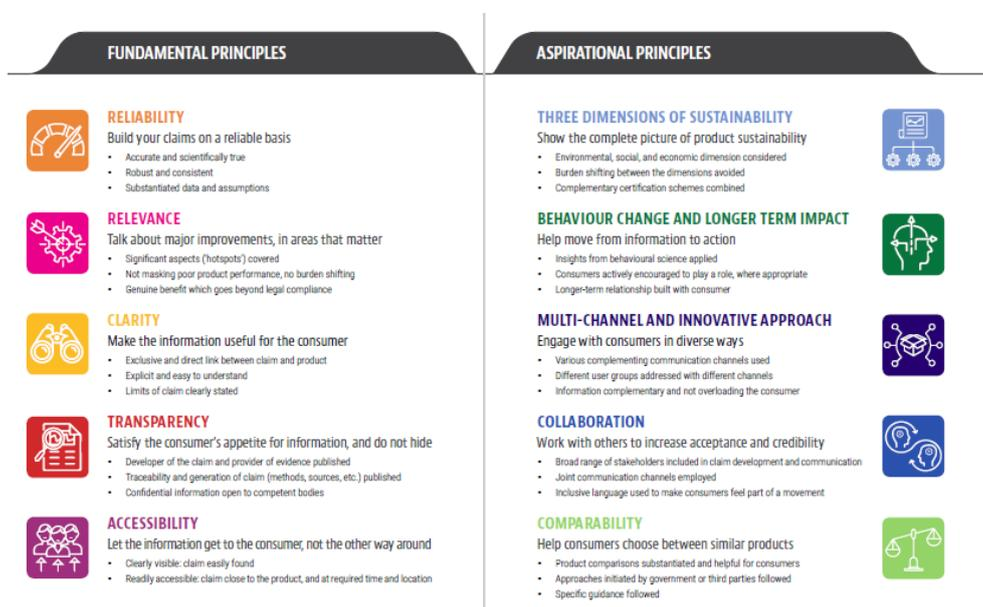 FUNDAMENTAL PRINCIPLES
RELIABILITY
Build your claims on a reliable basis
• Accurate and scientifically true
• Robust and consistent
• Substantiated data and assumptions
RELEVANCE
Talk about major improvements, in areas that matter
• Significant aspects ('hotspots') covered
• Not masking poor product performance, no burden shifting
• Genuine benefit which goes beyond legal compliance
CLARITY
Make the information useful for the consumer
• Exclusive and direct link between claim and product
• Explicit and easy to understand
• Limits of claim clearly stated
TRANSPARENCY
Satisfy the consumer's appetite for information, and do not hide
• Developer of the claim and provider of evidence published
• Traceability and generation of claim (methods, sources, etc.) published
• Confidential information open to competent bodies
ACCESSIBILITY
Let the information get to the consumer, not the other way around
• Clearly visible: claim easily found
• Readily accessible: claim close to the product, and at required time and location
ASPIRATIONAL PRINCIPLES
THREE DIMENSIONS OF SUSTAINABILITY
Show the complete picture of product sustainability
• Environmental, social, and economic dimension considered
• Burden shifting between the dimensions avoided
• Complementary certification schemes combined
BEHAVIOUR CHANGE AND LONGER TERM IMPACT
Help move from information to action
• Insights from behavioural science applied
• Consumers actively encouraged to play a role, where appropriate
• Longer-term relationship built with consumer
MULTI-CHANNEL AND INNOVATIVE APPROACH
Engage with consumers in diverse ways
• Various complementing communication channels used
• Different user groups addressed with different channels
• Information complementary and not overloading the consumer
COLLABORATION
Work with others to increase acceptance and credibility
• Broad range of stakeholders included in claim development and communication
• Joint communication channels employed
• Inclusive language used to make consumers feel part of a movement
COMPARABILITY
Help consumers choose between similar products
• Product comparisons substantiated and helpful for consumers
• Approaches initiated by government or third parties followed
• Specific guidance followed